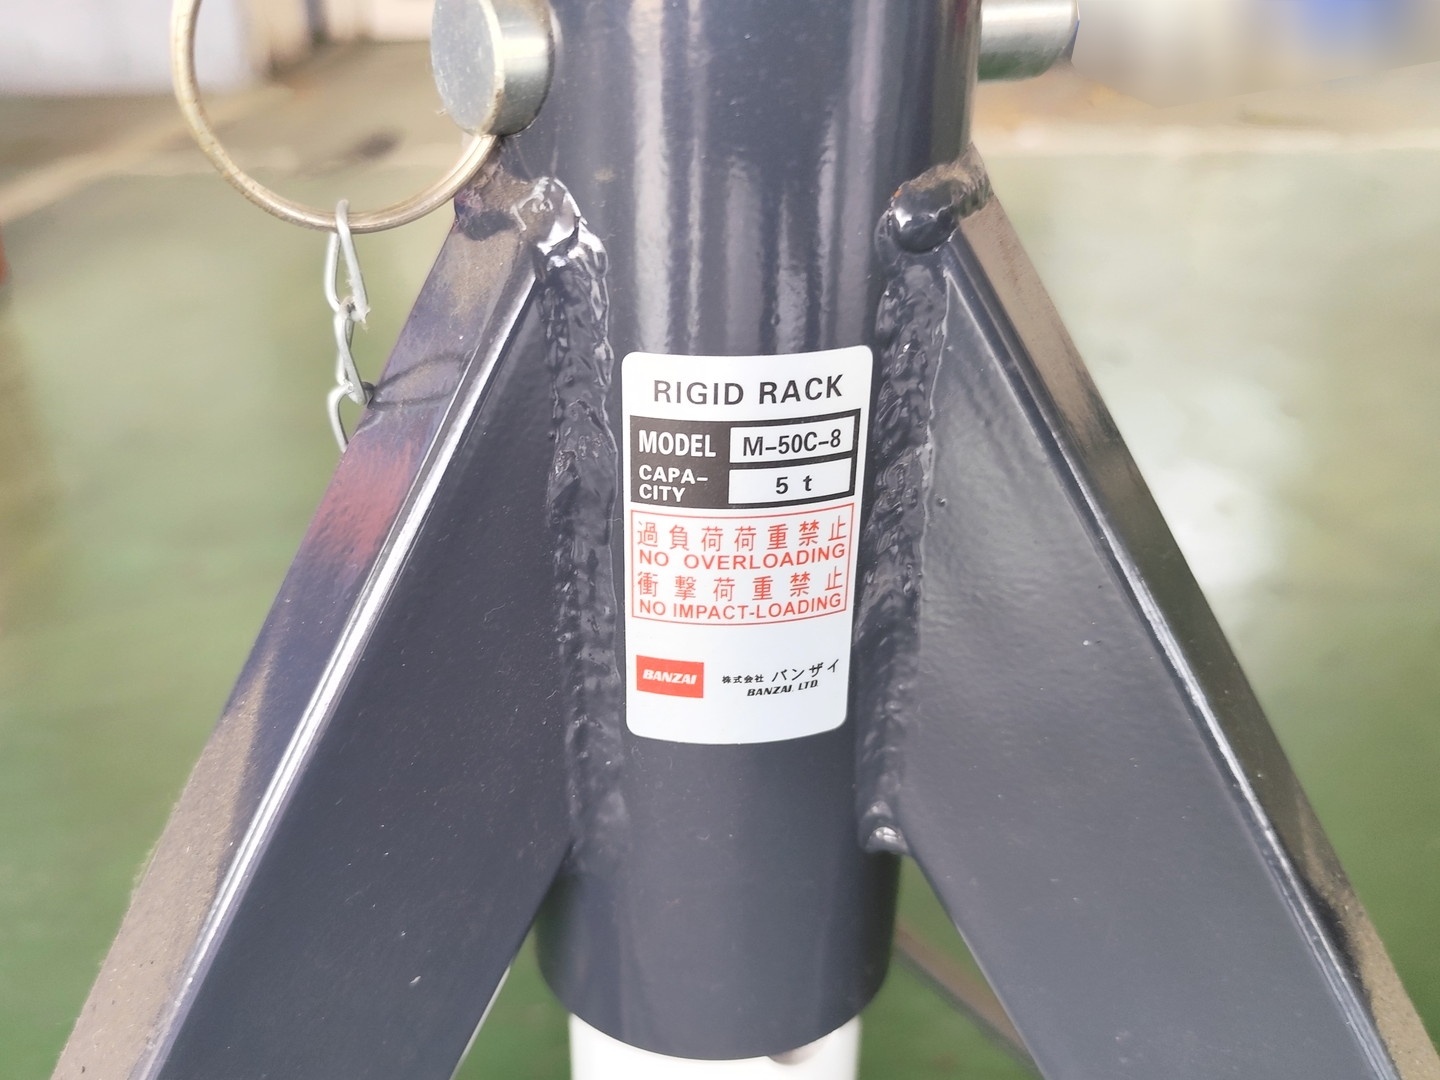 RIGID RACK
MODEL M-50C-8
CAPA-
CITY 5 t
過負荷荷重禁止
NO OVERLOADING
衝撃荷重禁止
NO IMPACT-LOADING
BANZAI 株式会社 バンザイ
BANZAI, LTD.